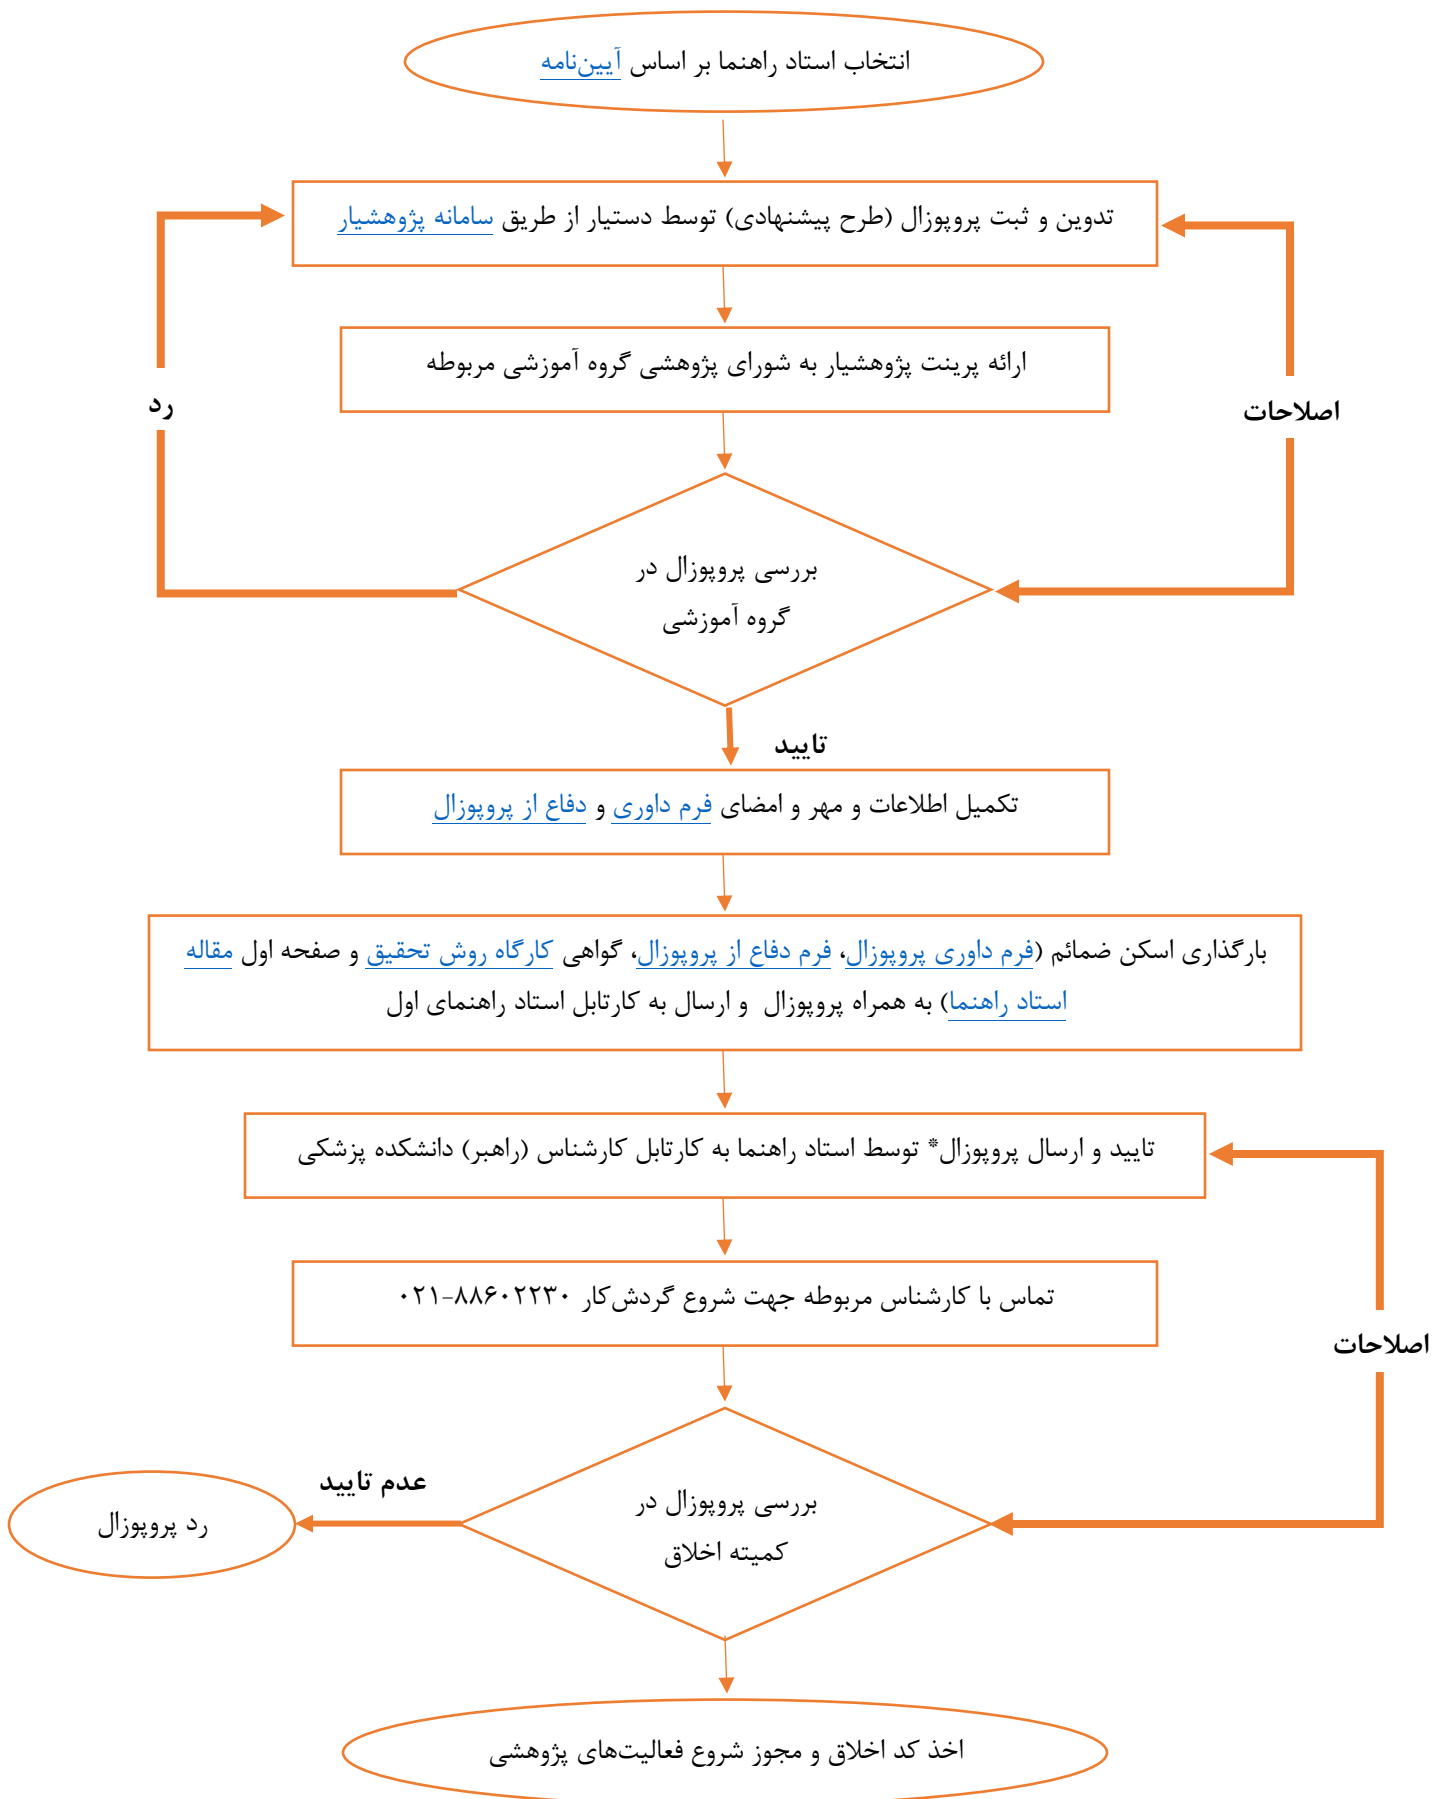 انتخاب استاد راهنما بر اساس آیین‌نامه
تدوین و ثبت پروپوزال (طرح پیشنهادی) توسط دستیار از طریق سامانه پژوهشیار
ارائه پرینت پژوهشیار به شورای پژوهشی گروه آموزشی مربوطه
رد
اصلاحات
بررسی پروپوزال در
گروه آموزشی
تایید
تکمیل اطلاعات و مهر و امضای فرم داوری و دفاع از پروپوزال
بارگذاری اسکن ضمائم (فرم داوری پروپوزال، فرم دفاع از پروپوزال، گواهی کارگاه روش تحقیق و صفحه اول مقاله
استاد راهنما) به همراه پروپوزال و ارسال به کارتابل استاد راهنمای اول
تایید و ارسال پروپوزال* توسط استاد راهنما به کارتابل کارشناس (راهبر) دانشکده پزشکی
تماس با کارشناس مربوطه جهت شروع گردش‌کار ۸۸۶۰۲۲۳۰-۰۲۱
اصلاحات
عدم تایید
بررسی پروپوزال در
کمیته اخلاق
رد پروپوزال
اخذ کد اخلاق و مجوز شروع فعالیت‌های پژوهشی